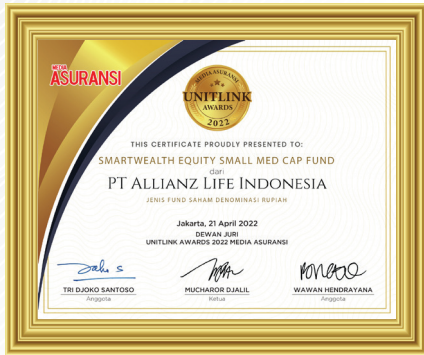 MEDIA
ASURANSI
MEDIA ASURANSI
UNITLINK
AWARDS
2022
THIS CERTIFICATE PROUDLY PRESENTED TO:
SMARTWEALTH EQUITY SMALL MED CAP FUND
dari
PT ALLIANZ LIFE INDONESIA
JENIS FUND SAHAM DENOMINASI RUPIAH
Jakarta, 21 April 2022
DEWAN JURI
UNITLINK AWARDS 2022 MEDIA ASURANSI
TRI DJOKO SANTOSO
Anggota
MUCHAROR DJALIL
Ketua
WAWAN HENDRAYANA
Anggota